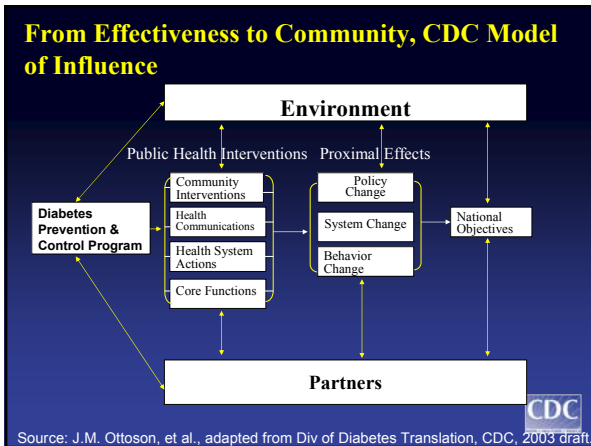 From Effectiveness to Community, CDC Model
of Influence
Environment
Public Health Interventions
Proximal Effects
Diabetes
Prevention &
Control Program
Community
Interventions
Health
Communications
Health System
Actions
Core Functions
Policy
Change
System Change
Behavior
Change
National
Objectives
Partners
CDC
Source: J.M. Ottoson, et al., adapted from Div of Diabetes Translation, CDC, 2003 draft.